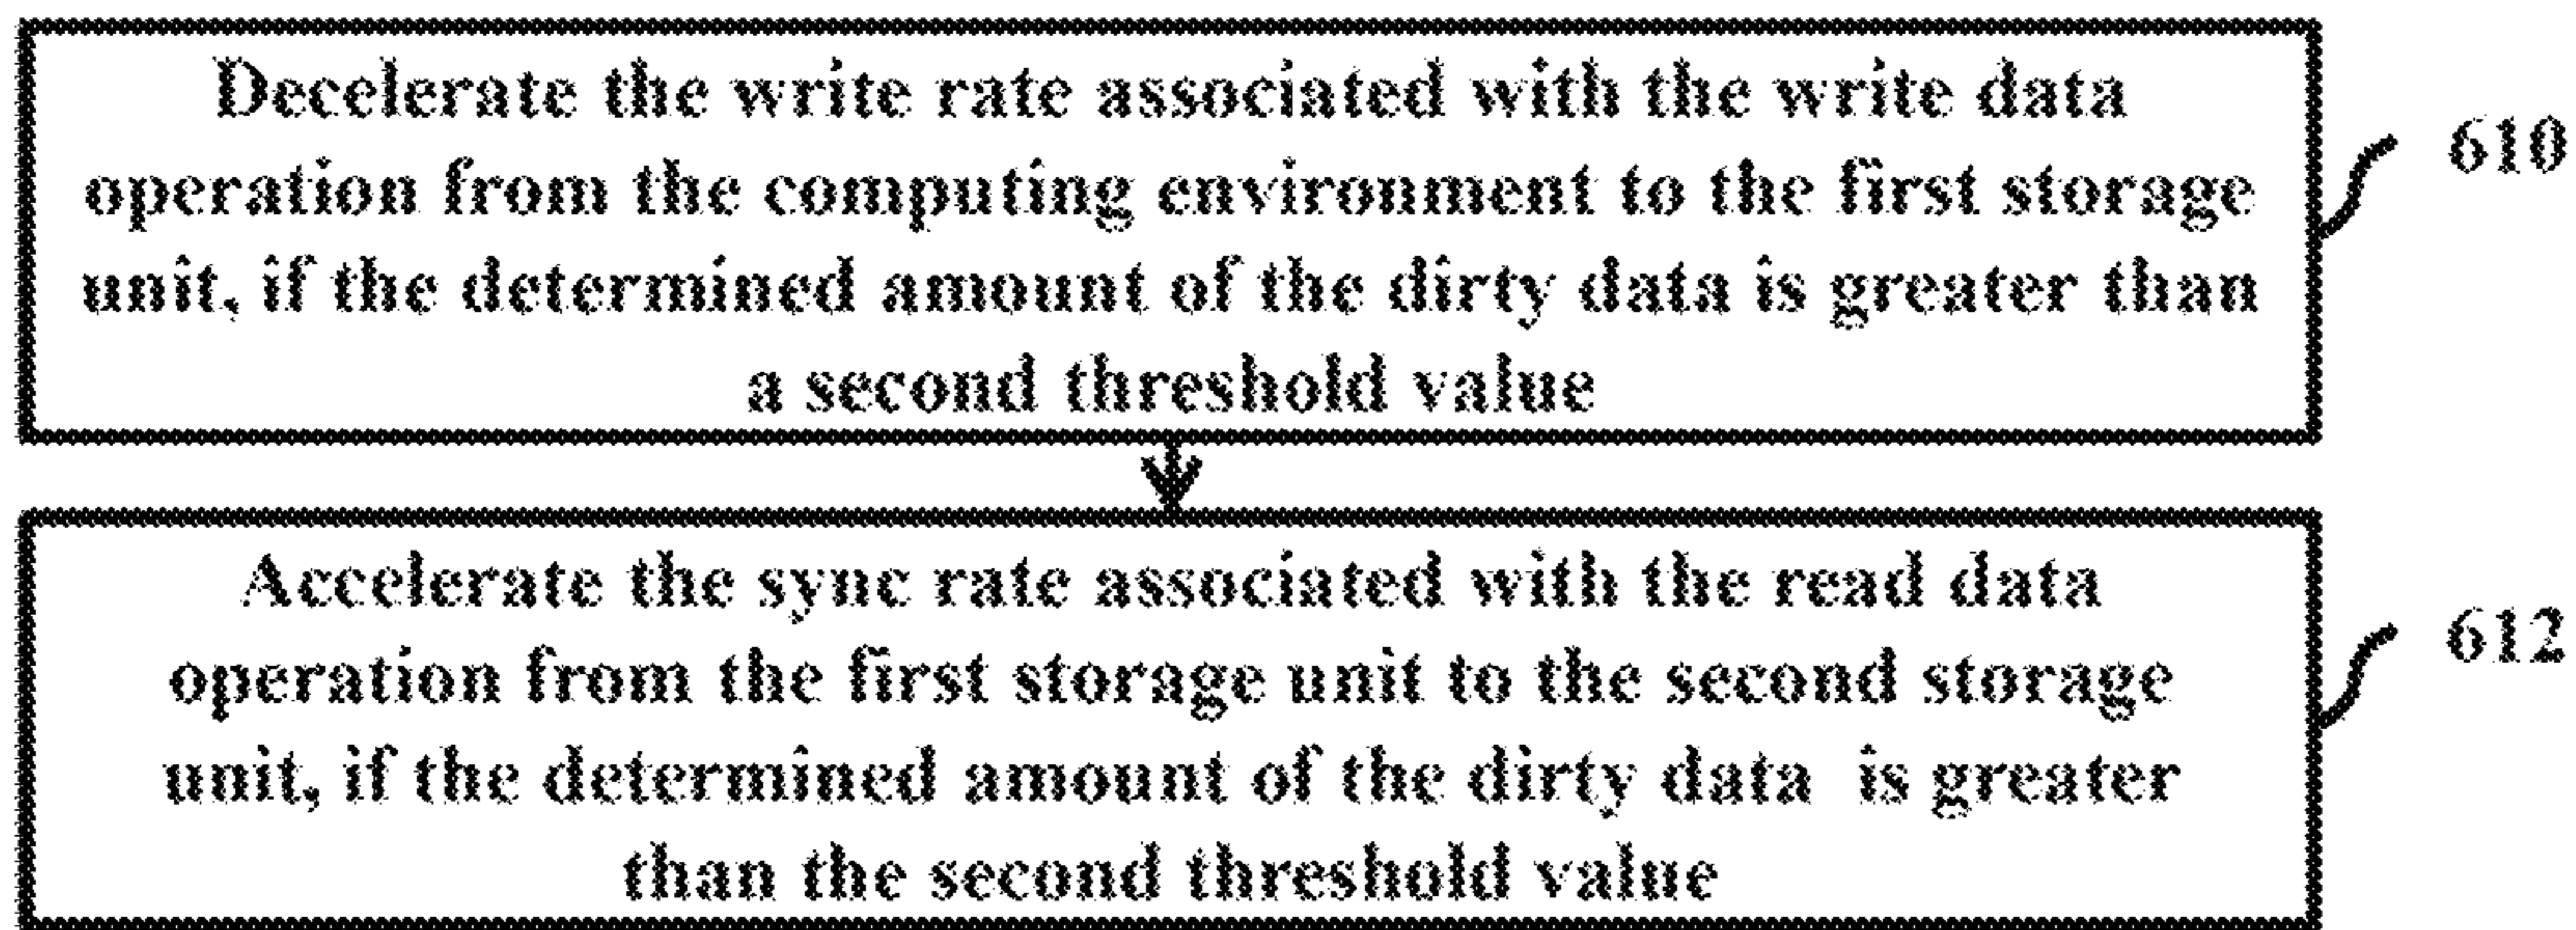 Decelerate the write rate associated with the write data
operation from the computing environment to the first storage
unit, if the determined amount of the dirty data is greater than
a second threshold value
610
Accelerate the sync rate associated with the read data
operation from the first storage unit to the second storage
unit, if the determined amount of the dirty data is greater
than the second threshold value
612